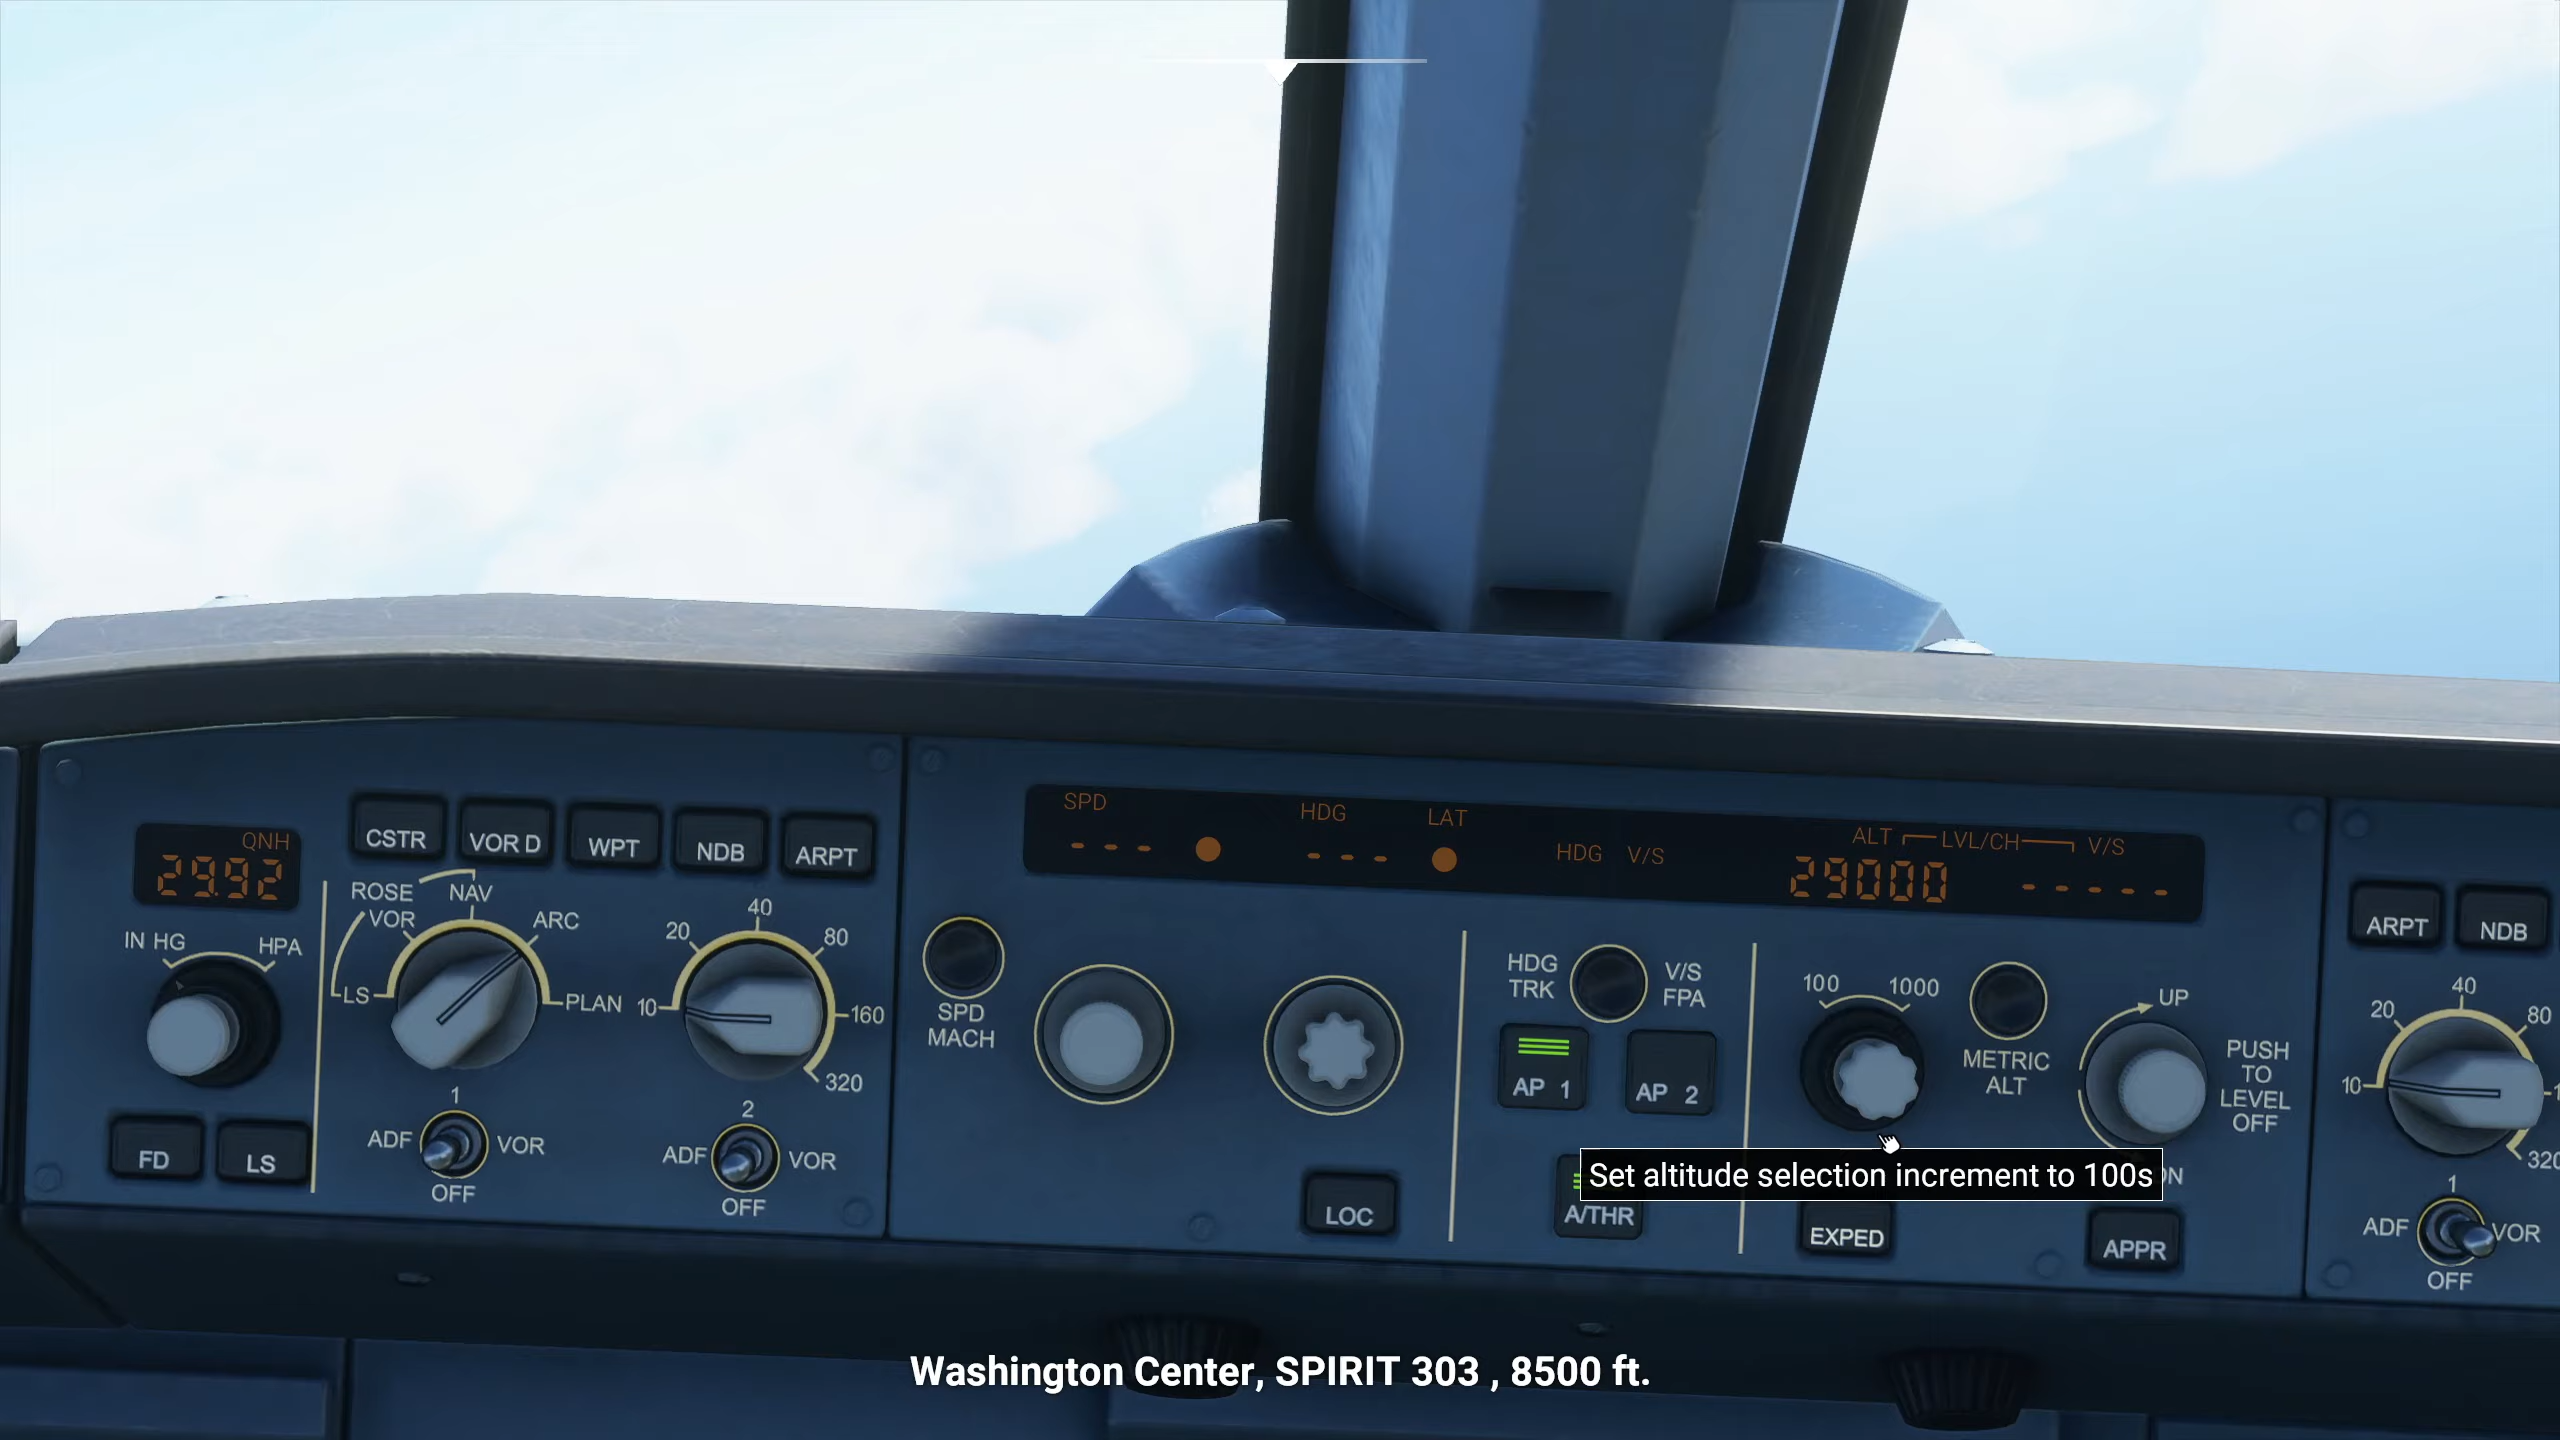 QNH
29.92
IN HG
HPA
FD
LS
CSTR
VOR D
WPT
NDB
ARPT
ROSE
VOR
NAV
ARC
LS
PLAN
10
20
40
80
160
320
1
ADF
VOR
OFF
2
ADF
VOR
OFF
SPD
- - -
HDG
- - -
LAT
HDG V/S
ALT
LVL/CH
V/S
29000
- - - - -
SPD
MACH
HDG
TRK
V/S
FPA
AP 1
AP 2
LOC
A/THR
100
1000
METRIC
ALT
UP
PUSH
TO
LEVEL
OFF
DN
Set altitude selection increment to 100s
EXPED
APPR
ARPT
NDB
10
20
40
80
320
1
ADF
VOR
OFF
Washington Center, SPIRIT 303 , 8500 ft.